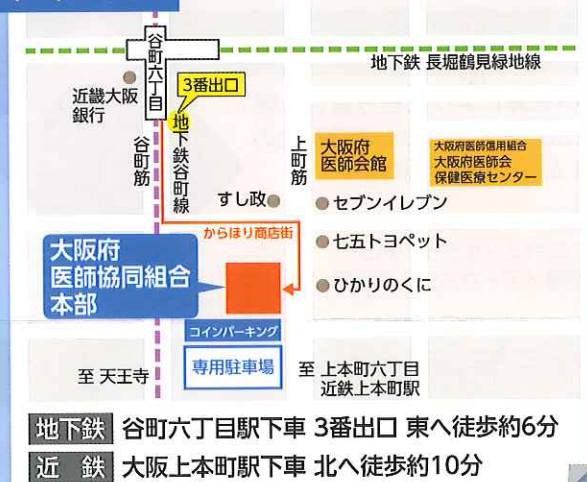 地下鉄 長堀鶴見緑地線
谷町六丁目
近畿大阪
銀行
3番出口
谷町筋
地下鉄谷町線
上町筋
大阪府
医師会館
大阪府医師信用組合
大阪府医師会
保健医療センター
すし政
セブンイレブン
からほり商店街
七五トヨペット
大阪府
医師協同組合
本部
ひかりのくに
コインパーキング
専用駐車場
至 天王寺
至 上本町六丁目
近鉄上本町駅
地下鉄 谷町六丁目駅下車 3番出口 東へ徒歩約6分
近 鉄 大阪上本町駅下車 北へ徒歩約10分